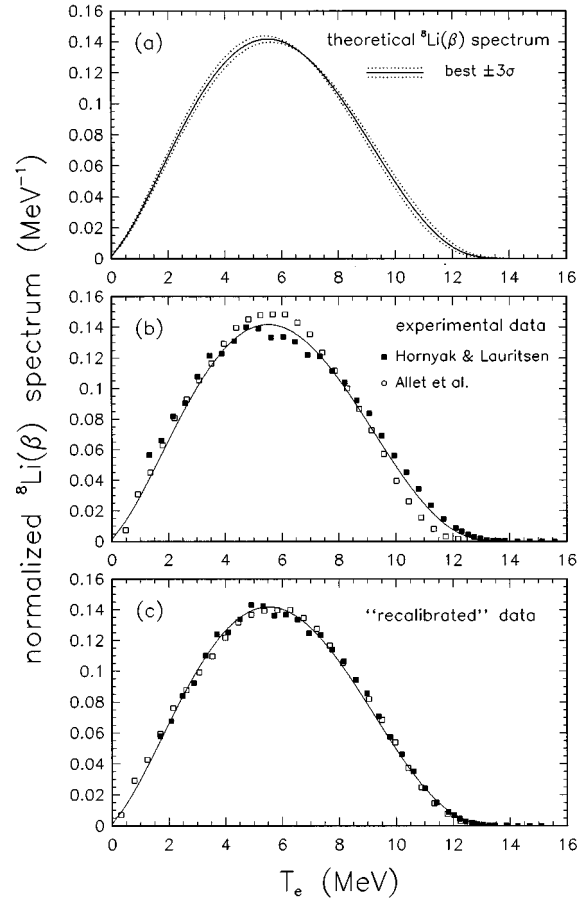 normalized ⁸Li(β) spectrum (MeV⁻¹)
(a)
theoretical ⁸Li(β) spectrum
best ±3σ
0.16
0.14
0.12
0.1
0.08
0.06
0.04
0.02
0
0 2 4 6 8 10 12 14 16
(b)
experimental data
Hornyak & Lauritsen
Allet et al.
0.16
0.14
0.12
0.1
0.08
0.06
0.04
0.02
0
0 2 4 6 8 10 12 14 16
(c)
"recalibrated" data
0.16
0.14
0.12
0.1
0.08
0.06
0.04
0.02
0
0 2 4 6 8 10 12 14 16
Tₑ (MeV)